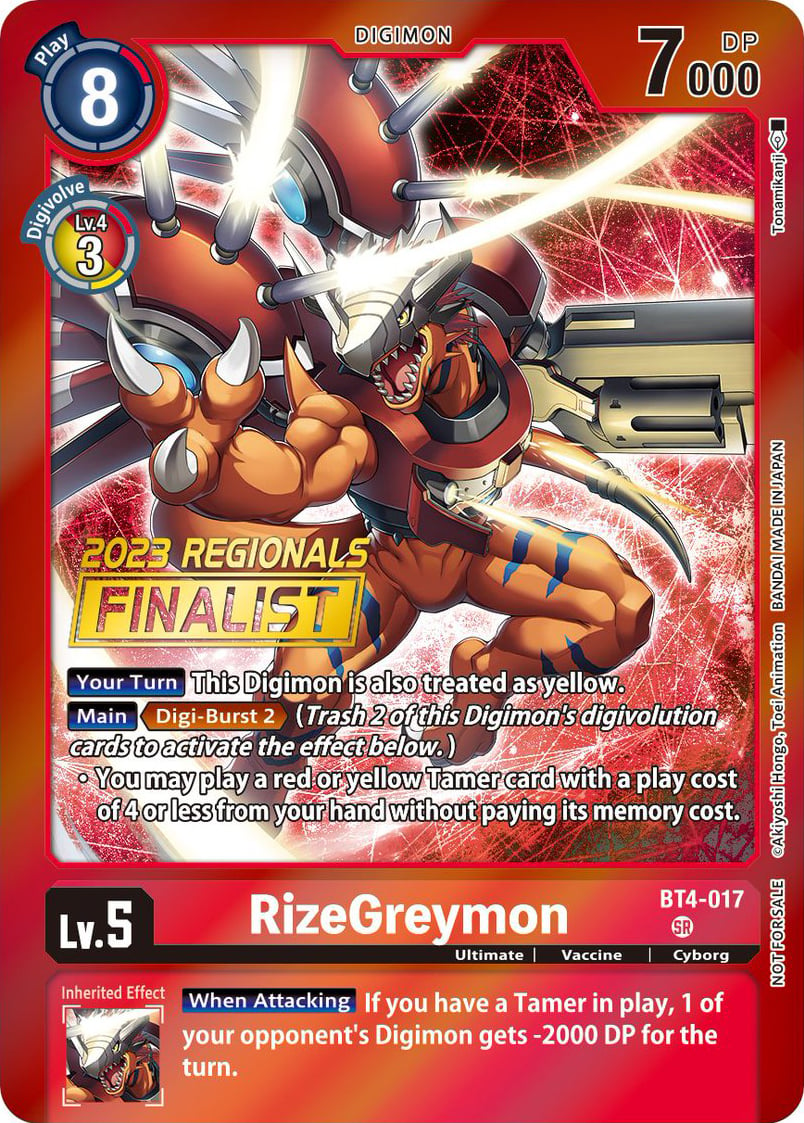 Play
8
DIGIMON
DP
7000
Digivolve
Lv.4
3
Tonamikanji
2023 REGIONALS
FINALIST
Your Turn This Digimon is also treated as yellow.
Main Digi-Burst 2 (Trash 2 of this Digimon's digivolution
cards to activate the effect below.)
・You may play a red or yellow Tamer card with a play cost
of 4 or less from your hand without paying its memory cost.
©Akiyoshi Hongo, Toei Animation BANDAI MADE IN JAPAN
NOT FOR SALE
Lv.5
RizeGreymon
BT4-017
SR
Ultimate | Vaccine | Cyborg
Inherited Effect
When Attacking If you have a Tamer in play, 1 of
your opponent's Digimon gets -2000 DP for the
turn.